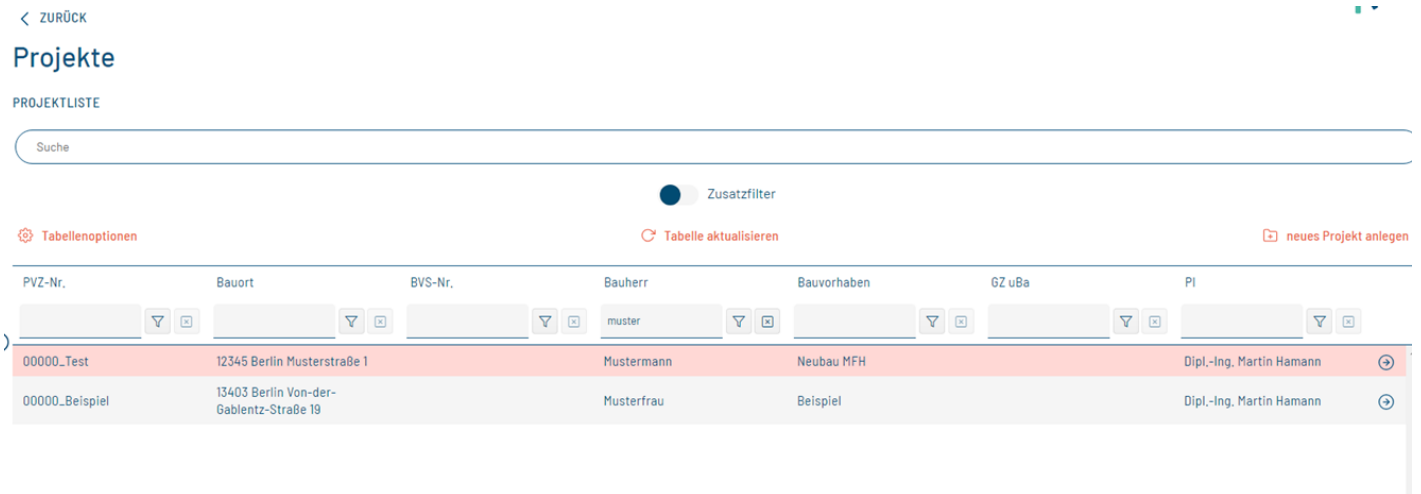 ZURÜCK
Projekte
PROJEKTLISTE
Suche
Zusatzfilter
Tabellenoptionen Tabelle aktualisieren neues Projekt anlegen
PVZ-Nr. Bauort BVS-Nr. Bauherr Bauvorhaben GZ uBa PI
muster
00000_Test 12345 Berlin Musterstraße 1 Mustermann Neubau MFH Dipl.-Ing. Martin Hamann
00000_Beispiel 13403 Berlin Von-der-Gablentz-Straße 19 Musterfrau Beispiel Dipl.-Ing. Martin Hamann